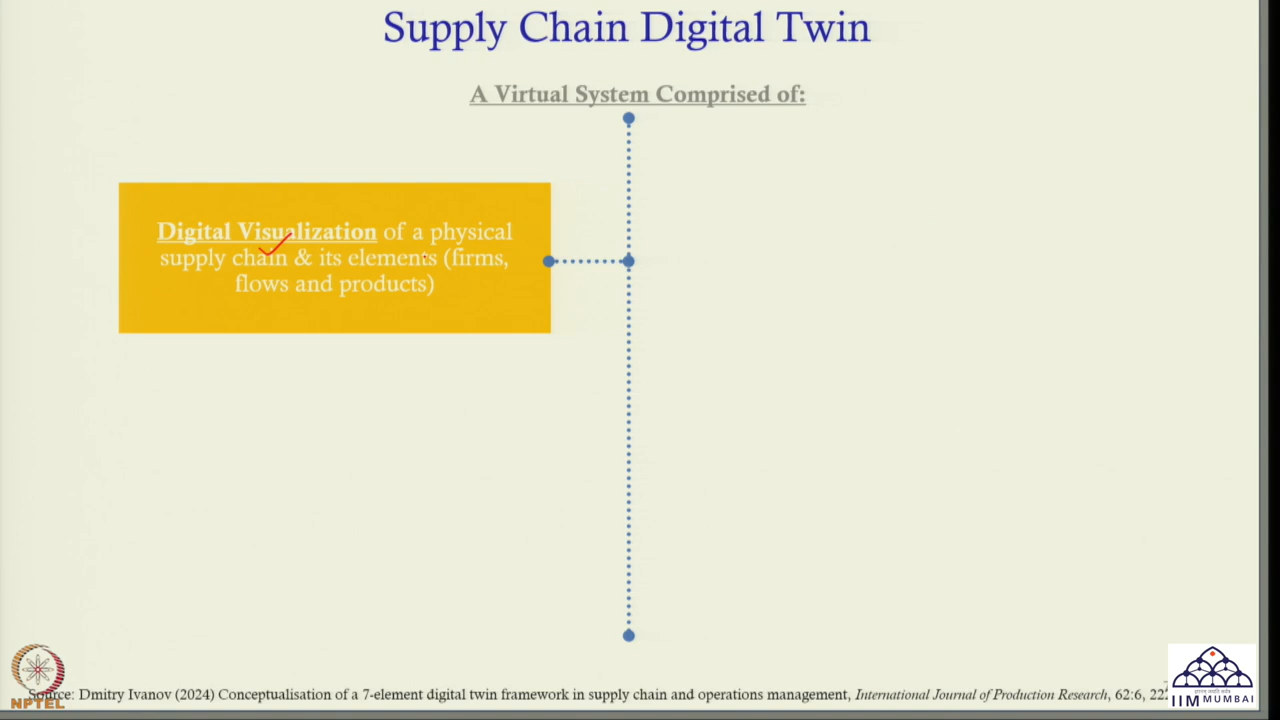 Supply Chain Digital Twin
A Virtual System Comprised of:
Digital Visualization of a physical
supply chain & its elements (firms,
flows and products)
Source: Dmitry Ivanov (2024) Conceptualisation of a 7-element digital twin framework in supply chain and operations management, International Journal of Production Research, 62:6,
NPTEL
IIM MUMBAI